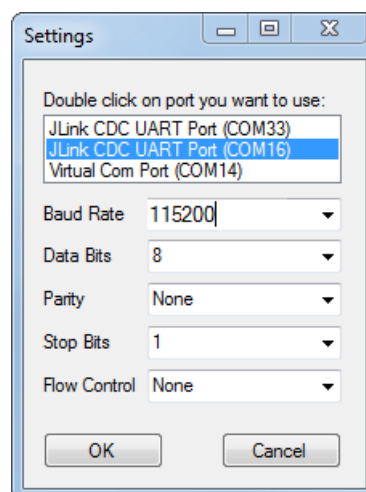 Settings
Double click on port you want to use:
JLink CDC UART Port (COM33)
JLink CDC UART Port (COM16)
Virtual Com Port (COM14)
Baud Rate 115200
Data Bits 8
Parity None
Stop Bits 1
Flow Control None
OK Cancel